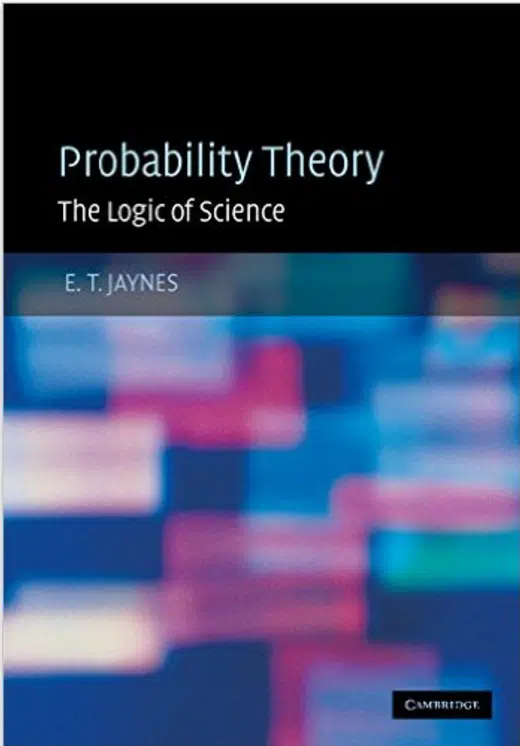 Probability Theory
The Logic of Science
E. T. JAYNES
CAMBRIDGE